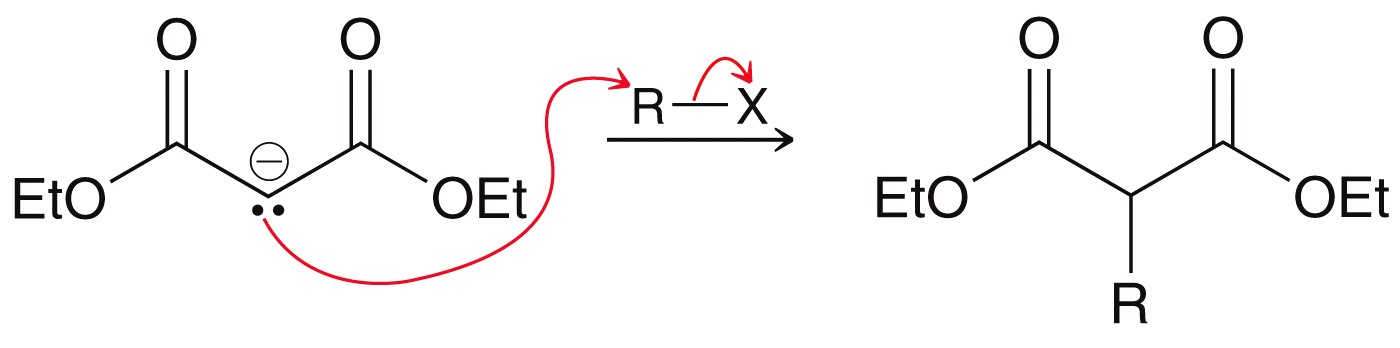 O O O O
R—X
EtO ⊖ OEt EtO OEt
R